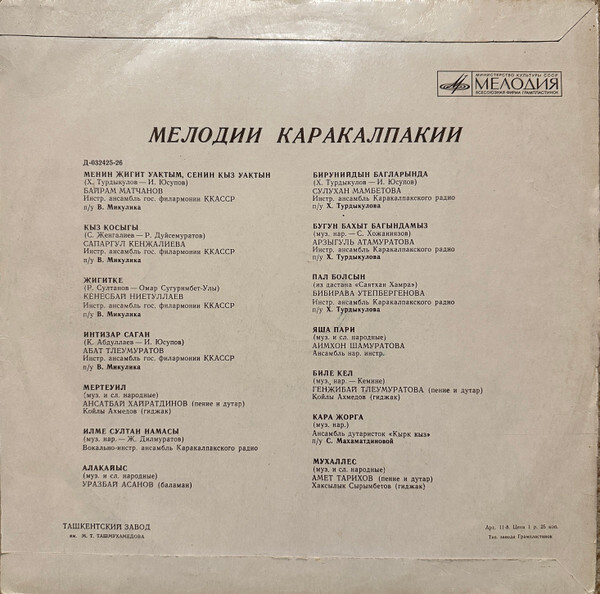 МИНИСТЕРСТВО КУЛЬТУРЫ СССР
МЕЛОДИЯ
ВСЕСОЮЗНАЯ ФИРМА ГРАМПЛАСТИНОК
МЕЛОДИИ КАРАКАЛПАКИИ
Д-032425-26
МЕНИН ЖИГИТ УАКТЫМ, СЕНИН КЫЗ УАКТЫН
(Х. Турдыкулов — И. Юсупов)
БАЙРАМ МАТЧАНОВ
Инстр. ансамбль гос. филармонии ККАССР
п/у В. Микулика
КЫЗ КОСЫГЫ
(С. Женгалиев — Р. Дуйсемуратов)
САПАРГУЛ КЕНЖАЛИЕВА
Инстр. ансамбль гос. филармонии ККАССР
п/у В. Микулика
ЖИГИТКЕ
(Р. Султанов — Омар Сугуримбет-Улы)
КЕНЕСБАЙ НИЕТУЛЛАЕВ
Инстр. ансамбль гос. филармонии ККАССР
п/у В. Микулика
ИНТИЗАР САГАН
(К. Абдуллаев — И. Юсупов)
АБАТ ТЛЕУМУРАТОВ
Инстр. ансамбль гос. филармонии ККАССР
п/у В. Микулика
МЕРТЕУИЛ
(муз. и сл. народные)
АНСАТБАЙ ХАЙРАТДИНОВ (пение и дутар)
Койлы Ахмедов (гиджак)
ИЛМЕ СУЛТАН НАМАСЫ
(муз. нар. — Ж. Дилмуратов)
Вокально-инстр. ансамбль Каракалпакского радио
АЛАКАЙЫС
(муз. и сл. народные)
УРАЗБАЙ АСАНОВ (баламан)
БИРУНИЙДЫН БАГЛАРЫНДА
(Х. Турдыкулов — И. Юсупов)
СУЛУХАН МАМБЕТОВА
Инстр. ансамбль Каракалпакского радио
п/у Х. Турдыкулова
БУГУН БАХЫТ БАГЫНДАМЫЗ
(муз. нар. — С. Хожаниязов)
АРЗЫГУЛЬ АТАМУРАТОВА
Инстр. ансамбль Каракалпакского радио
п/у Х. Турдыкулова
ПАЛ БОЛСЫН
(из дастана «Саятхан Хамра»)
БИБИРАВА УТЕПБЕРГЕНОВА
Инстр. ансамбль Каракалпакского радио
п/у Х. Турдыкулова
ЯША ПАРИ
(муз. и сл. народные)
АИМХОН ШАМУРАТОВА
Ансамбль нар. инстр.
БИЛЕ КЕЛ
(муз. нар. — Кемине)
ГЕНЖИБАЙ ТЛЕУМУРАТОВА (пение и дутар)
Койлы Ахмедов (гиджак)
КАРА ЖОРГА
(муз. нар.)
Ансамбль дутаристок «Кырк кыз»
п/у С. Махаматдиновой
МУХАЛЛЕС
(муз. и сл. народные)
АМЕТ ТАРИХОВ (пение и дутар)
Хаксылык Сырымбетов (гиджак)
ТАШКЕНТСКИЙ ЗАВОД
им. М. Т. ТАШМУХАМЕДОВА
Арт. 11-8. Цена 1 р. 25 коп.
Тип. завода Грампластинок